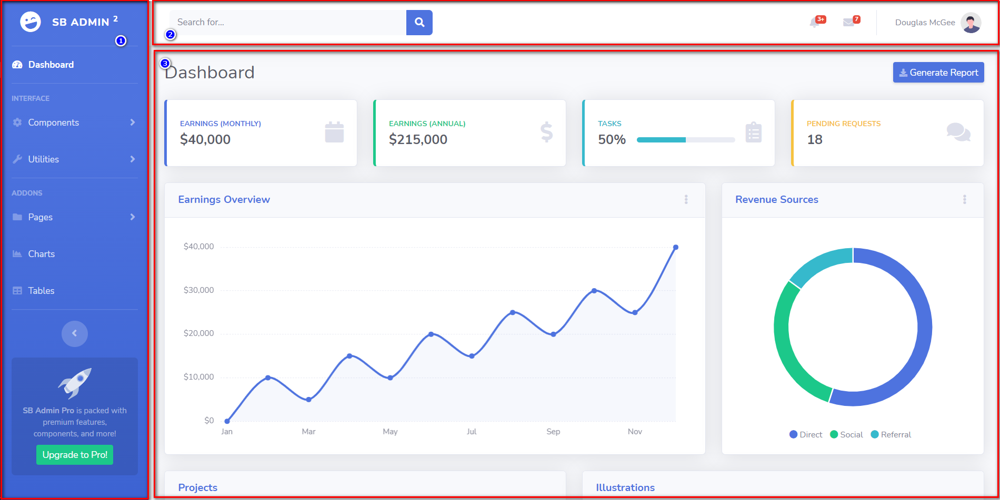 SB ADMIN 2
1
Dashboard
INTERFACE
Components
Utilities
ADDONS
Pages
Charts
Tables
SB Admin Pro is packed with
premium features,
components, and more!
Upgrade to Pro!
Search for...
2
3+
7
Douglas McGee
3
Dashboard
Generate Report
EARNINGS (MONTHLY)
$40,000
EARNINGS (ANNUAL)
$215,000
TASKS
50%
PENDING REQUESTS
18
Earnings Overview
$40,000
$30,000
$20,000
$10,000
$0
Jan Mar May Jul Sep Nov
Revenue Sources
Direct Social Referral
Projects
Illustrations